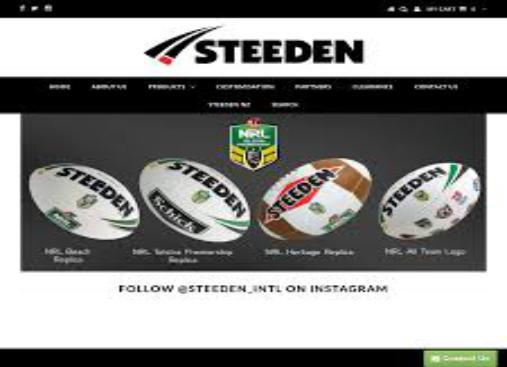 MY CART 0
STEEDEN
HOME ABOUT US PRODUCTS CUSTOMISATION PARTNERS CLEARANCE CONTACT US
STEEDEN NZ SEARCH
NRL
STEEDEN STEEDEN STEEDEN STEEDEN
Schick
NRL Beach Replica
NRL Telstra Premiership Replica
NRL Heritage Replica
NRL All Team Logo
FOLLOW @STEEDEN_INTL ON INSTAGRAM
Contact Us